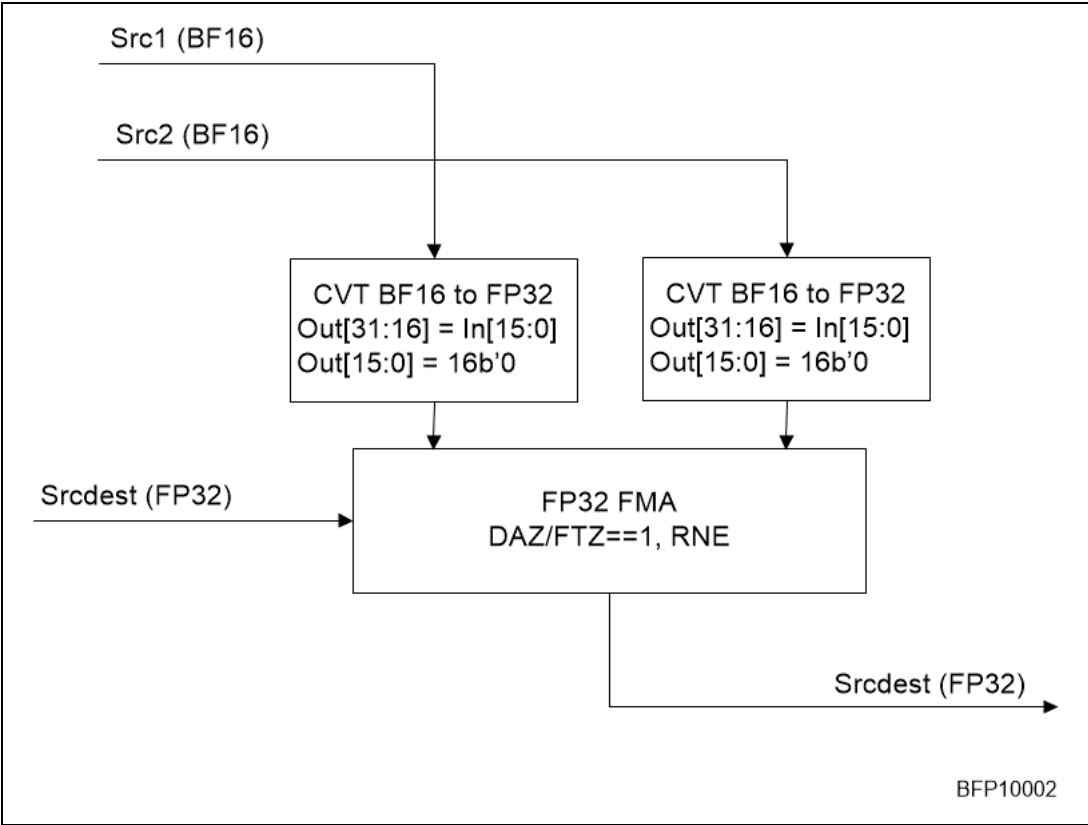 Src1 (BF16)
Src2 (BF16)
CVT BF16 to FP32
Out[31:16] = In[15:0]
Out[15:0] = 16b’0
CVT BF16 to FP32
Out[31:16] = In[15:0]
Out[15:0] = 16b’0
Srcdest (FP32)
FP32 FMA
DAZ/FTZ==1, RNE
Srcdest (FP32)
BFP10002